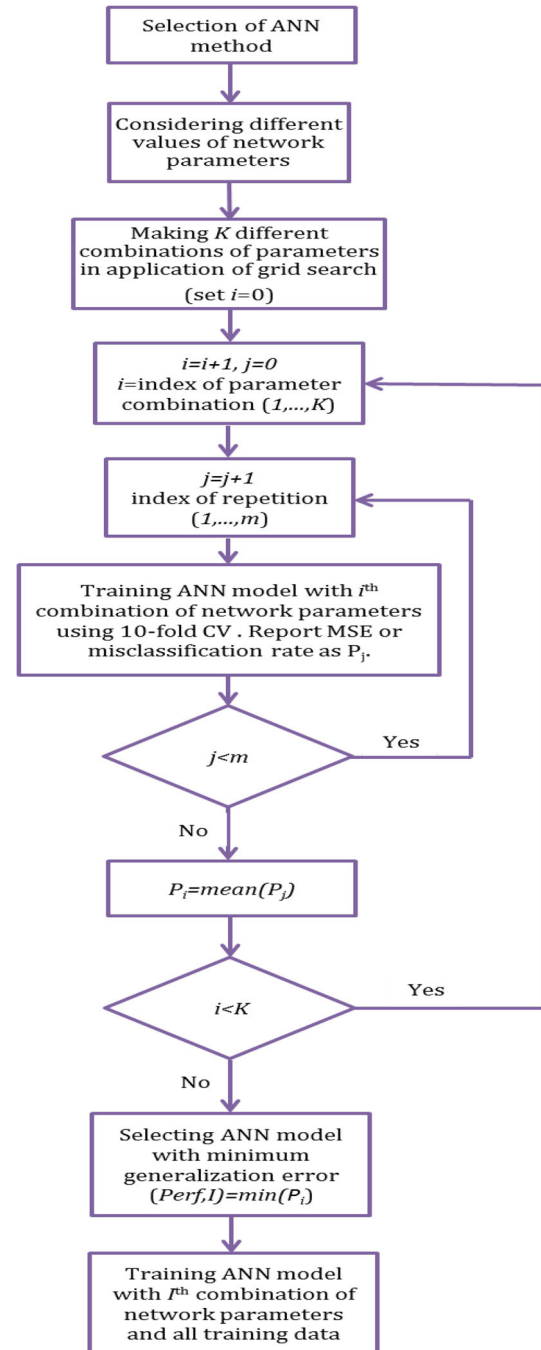 Selection of ANN
method
Considering different
values of network
parameters
Making K different
combinations of parameters
in application of grid search
(set i=0)
i=i+1, j=0
i=index of parameter
combination (1,...,K)
j=j+1
index of repetition
(1,...,m)
Training ANN model with iᵗʰ
combination of network parameters
using 10-fold CV . Report MSE or
misclassification rate as Pⱼ.
j<m
Yes
No
Pᵢ=mean(Pⱼ)
i<K
Yes
No
Selecting ANN model
with minimum
generalization error
(Perf,I)=min(Pᵢ)
Training ANN model
with Iᵗʰ combination of
network parameters
and all training data